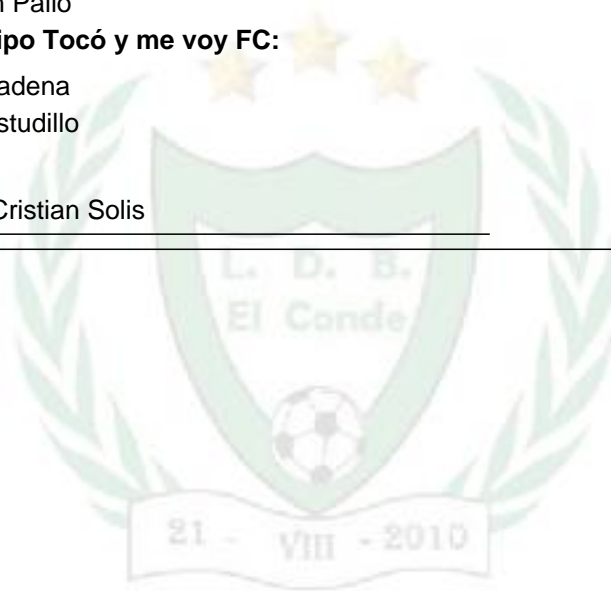 Pallo
ipo Tocó y me voy FC:
adena
studillo
Cristian Solis
L. D. B.
El Conde
21 - VIII - 2010